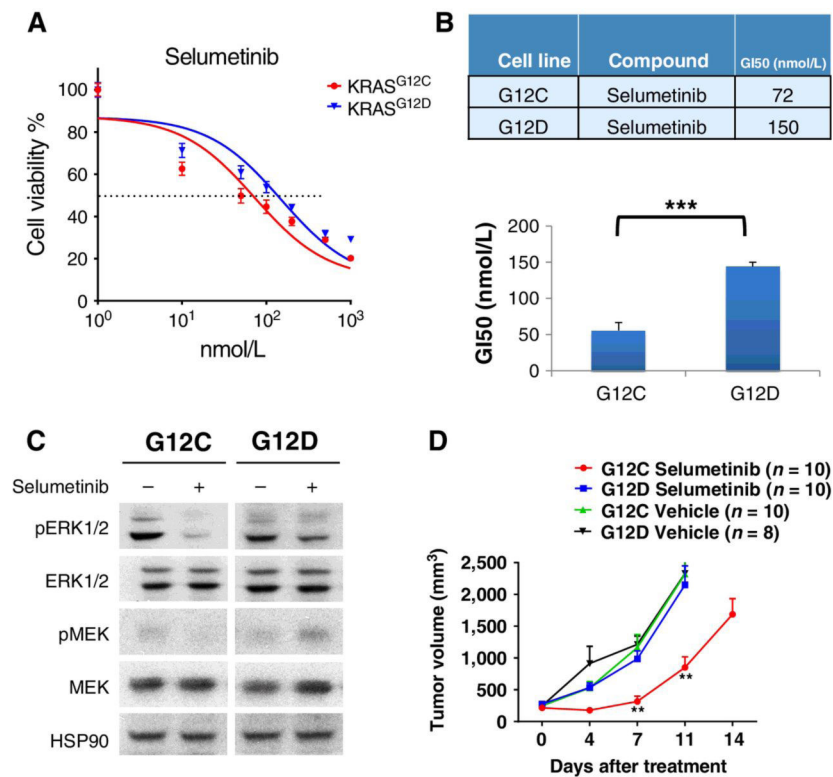 A
Selumetinib
KRAS^G12C
KRAS^G12D
Cell viability %
100
80
60
40
20
0
10^0 10^1 10^2 10^3
nmol/L
B
Cell line Compound GI50 (nmol/L)
G12C Selumetinib 72
G12D Selumetinib 150
***
GI50 (nmol/L)
200
150
100
50
0
G12C G12D
C
G12C G12D
Selumetinib − + − +
pERK1/2
ERK1/2
pMEK
MEK
HSP90
D
G12C Selumetinib (n = 10)
G12D Selumetinib (n = 10)
G12C Vehicle (n = 10)
G12D Vehicle (n = 8)
Tumor volume (mm³)
2,500
2,000
1,500
1,000
500
0
**
**
0 4 7 11 14
Days after treatment